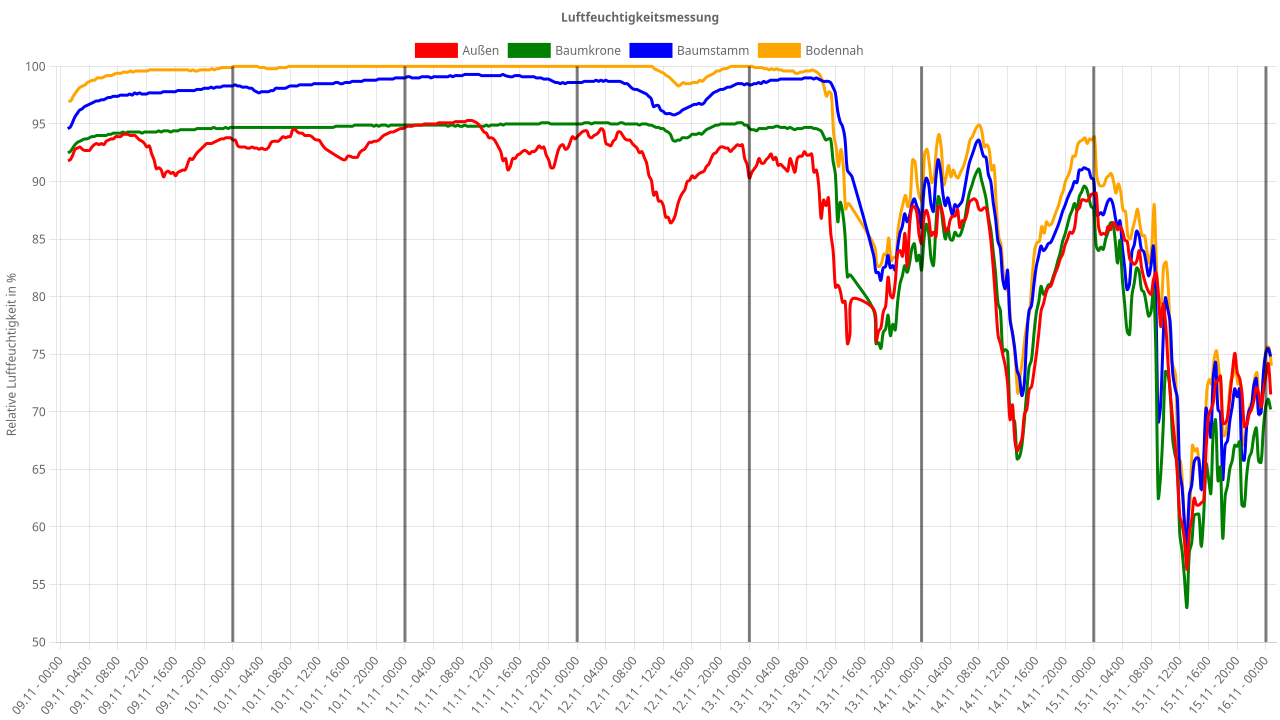 Luftfeuchtigkeitsmessung
Außen
Baumkrone
Baumstamm
Bodennah
Relative Luftfeuchtigkeit in %
100
95
90
85
80
75
70
65
60
55
50
09.11 - 00:00
09.11 - 04:00
09.11 - 08:00
09.11 - 12:00
09.11 - 16:00
09.11 - 20:00
10.11 - 00:00
10.11 - 04:00
10.11 - 08:00
10.11 - 12:00
10.11 - 16:00
10.11 - 20:00
11.11 - 00:00
11.11 - 04:00
11.11 - 08:00
11.11 - 12:00
11.11 - 16:00
11.11 - 20:00
12.11 - 00:00
12.11 - 04:00
12.11 - 08:00
12.11 - 12:00
12.11 - 16:00
12.11 - 20:00
13.11 - 00:00
13.11 - 04:00
13.11 - 08:00
13.11 - 12:00
13.11 - 16:00
13.11 - 20:00
14.11 - 00:00
14.11 - 04:00
14.11 - 08:00
14.11 - 12:00
14.11 - 16:00
14.11 - 20:00
15.11 - 00:00
15.11 - 04:00
15.11 - 08:00
15.11 - 12:00
15.11 - 16:00
15.11 - 20:00
16.11 - 00:00